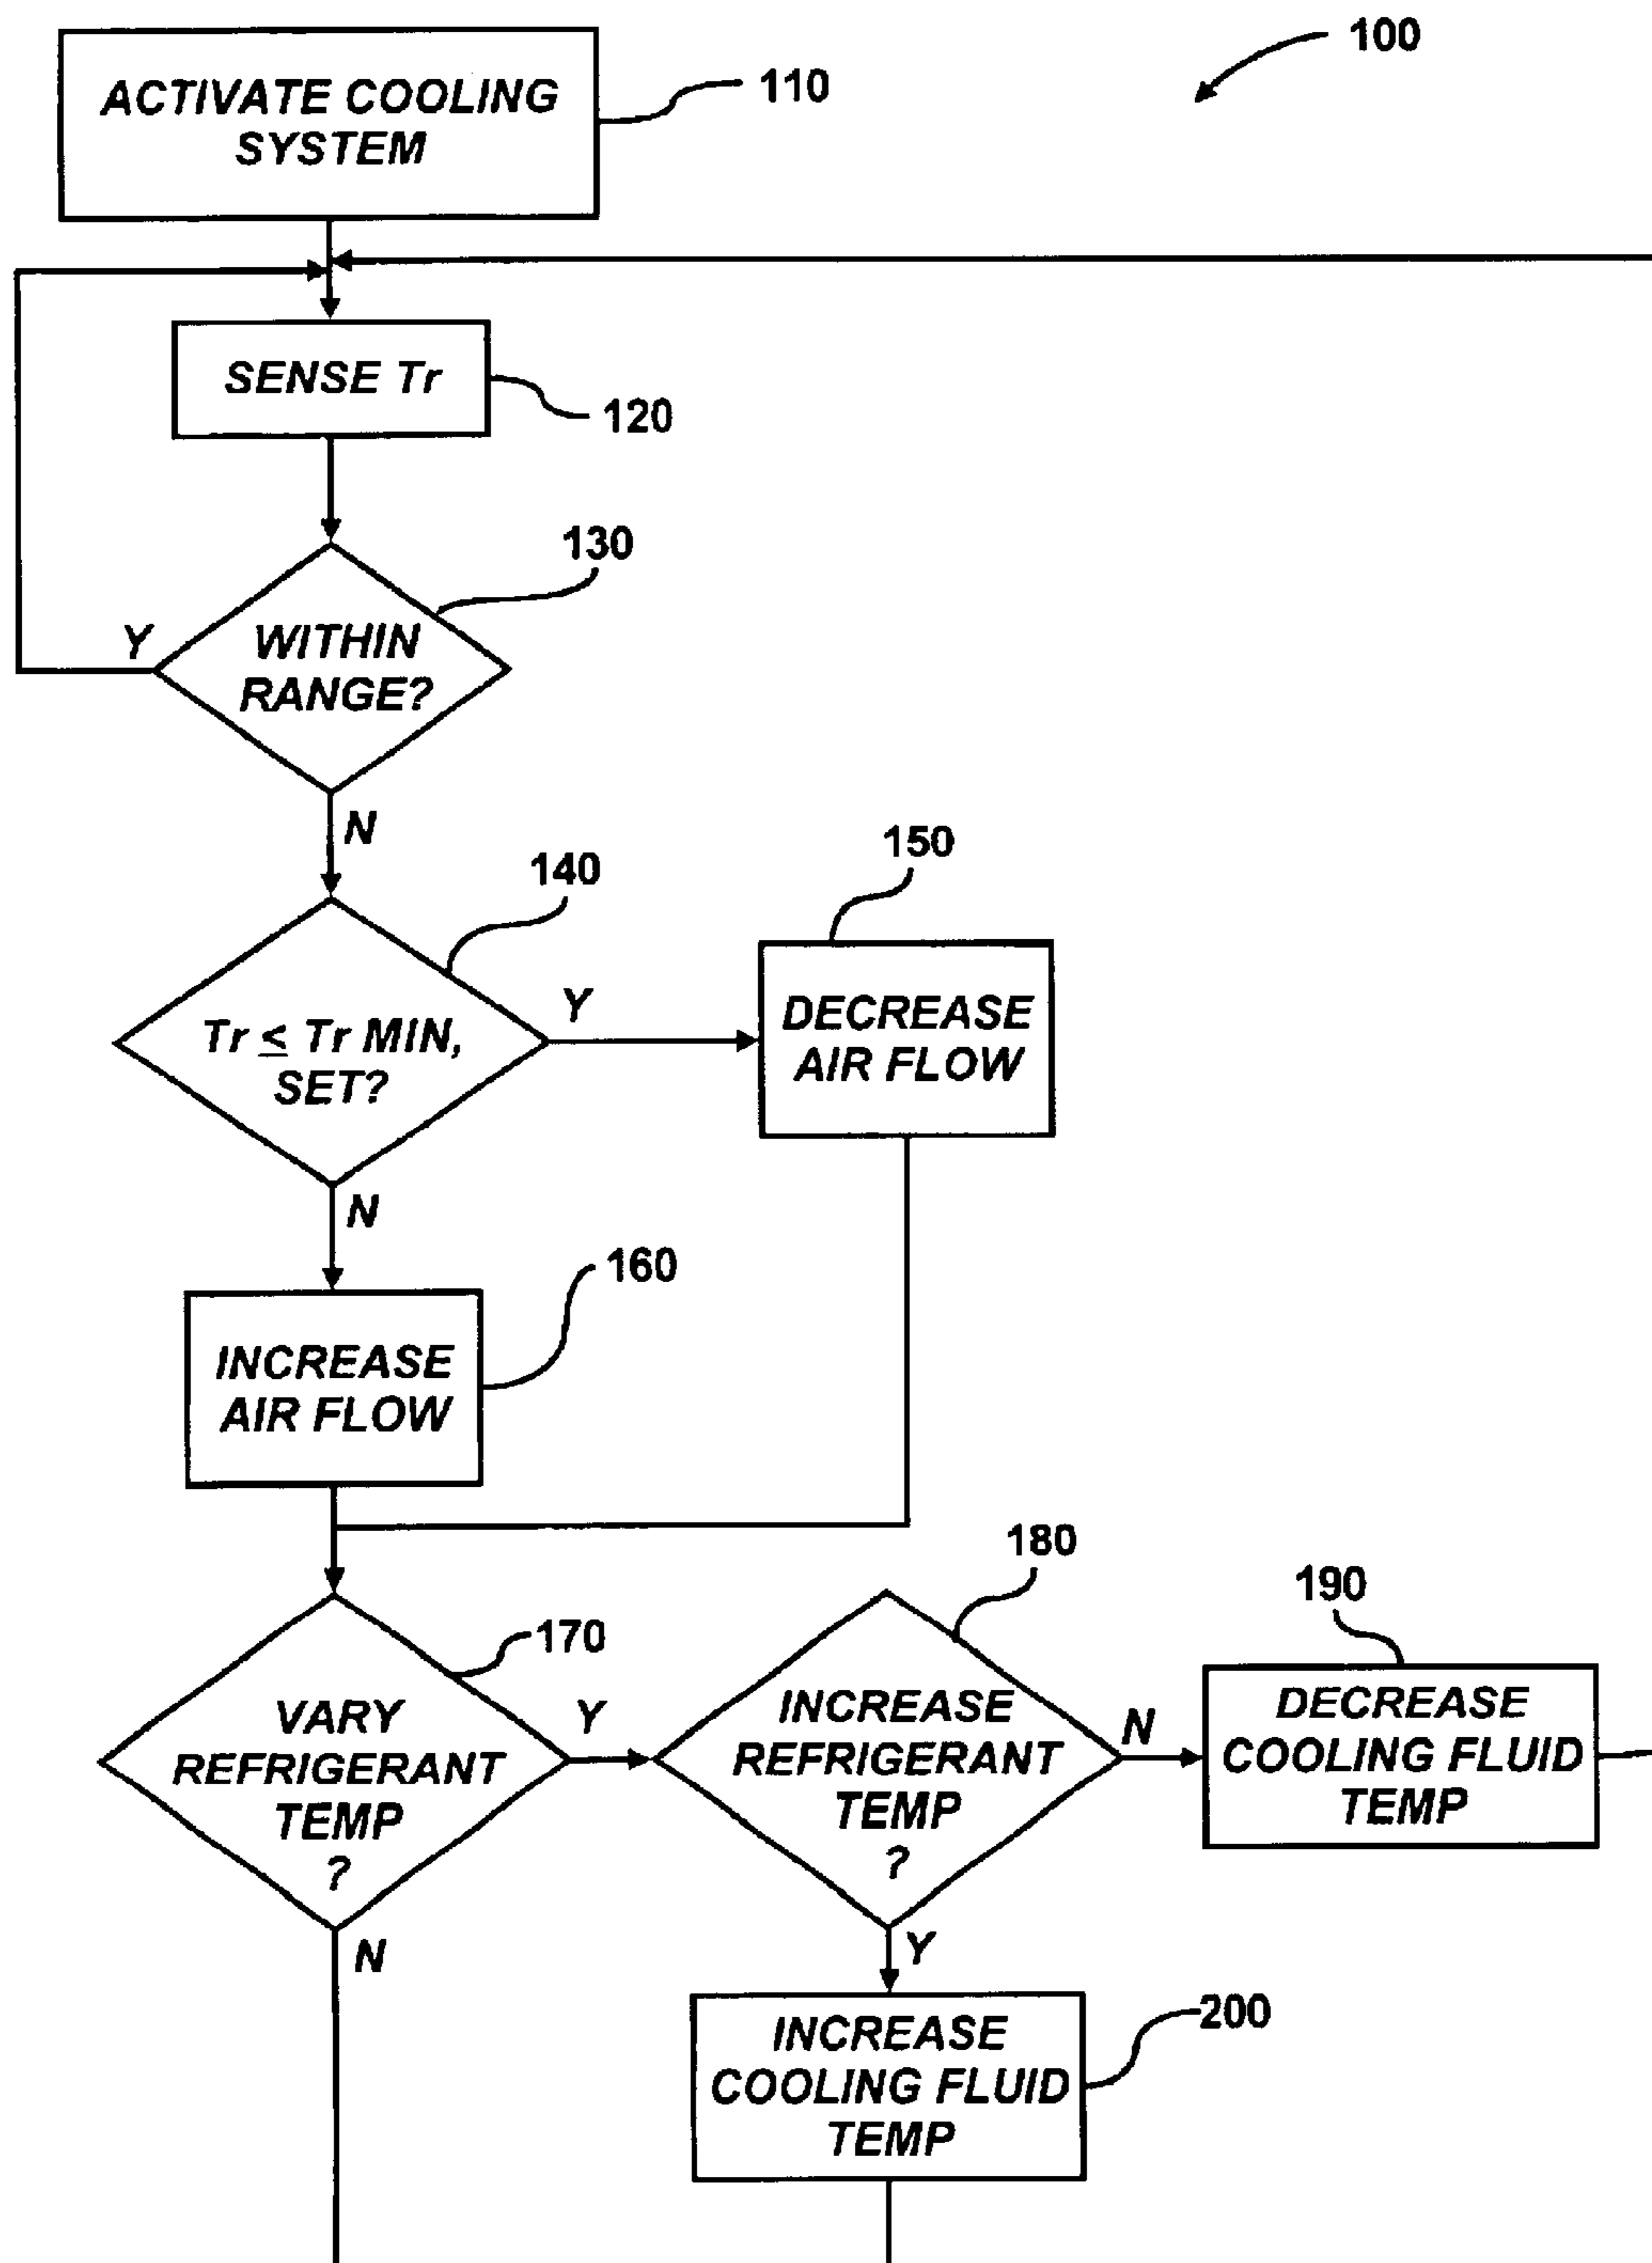 100
ACTIVATE COOLING
SYSTEM
110
SENSE Tr
120
130
WITHIN
RANGE?
Y
N
140
Tr ≤ Tr MIN,
SET?
Y
150
DECREASE
AIR FLOW
N
160
INCREASE
AIR FLOW
170
VARY
REFRIGERANT
TEMP
?
Y
180
INCREASE
REFRIGERANT
TEMP
?
N
190
DECREASE
COOLING FLUID
TEMP
N
Y
200
INCREASE
COOLING FLUID
TEMP